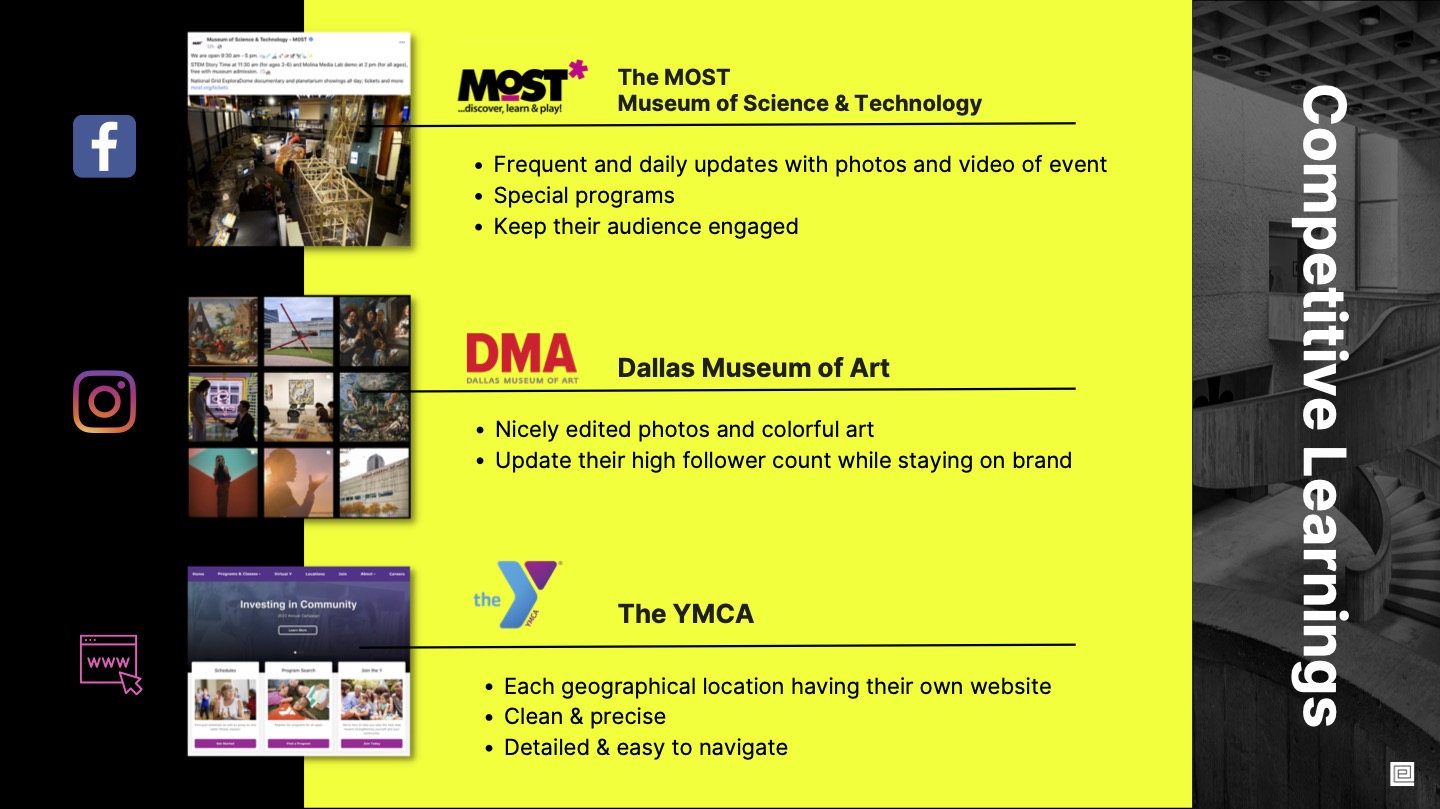 Museum of Science & Technology - MOST
We are open 9:30 am - 5 pm
STEM Story Time at 11:30 am (for ages 2-6) and Molina Media Lab demo at 2 pm (for all ages),
free with museum admission.
National Grid ExploraDome documentary and planetarium showings all day; tickets and more:
most.org/tickets
MOST*
...discover, learn & play!
The MOST
Museum of Science & Technology
• Frequent and daily updates with photos and video of event
• Special programs
• Keep their audience engaged
DMA
DALLAS MUSEUM OF ART
Dallas Museum of Art
• Nicely edited photos and colorful art
• Update their high follower count while staying on brand
Home Programs & Classes Virtual Y Locations Join About Careers
Investing in Community
Learn More
Schedules Program Search Join the Y
Get Started Find a Program Join Today
www
the Y
YMCA
®
The YMCA
• Each geographical location having their own website
• Clean & precise
• Detailed & easy to navigate
Competitive Learnings